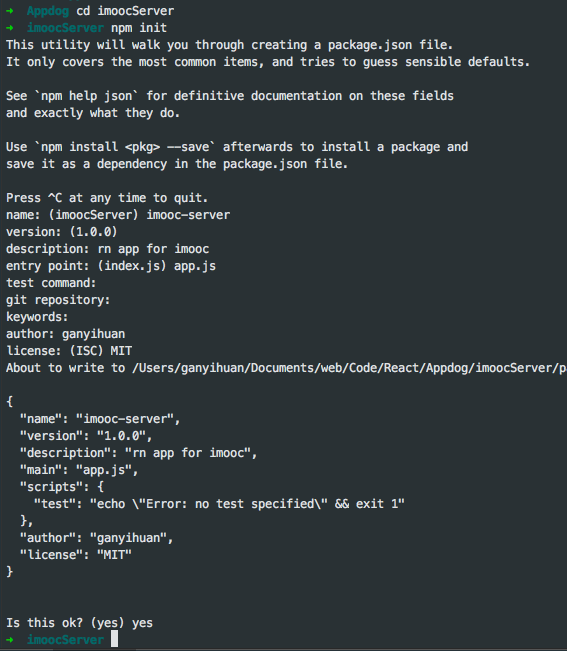 ➜ Appdog cd imoocServer
➜ imoocServer npm init
This utility will walk you through creating a package.json file.
It only covers the most common items, and tries to guess sensible defaults.
See `npm help json` for definitive documentation on these fields
and exactly what they do.
Use `npm install <pkg> --save` afterwards to install a package and
save it as a dependency in the package.json file.
Press ^C at any time to quit.
name: (imoocServer) imooc-server
version: (1.0.0)
description: rn app for imooc
entry point: (index.js) app.js
test command:
git repository:
keywords:
author: ganyihuan
license: (ISC) MIT
About to write to /Users/ganyihuan/Documents/web/Code/React/Appdog/imoocServer/p
{
  "name": "imooc-server",
  "version": "1.0.0",
  "description": "rn app for imooc",
  "main": "app.js",
  "scripts": {
    "test": "echo \"Error: no test specified\" && exit 1"
  },
  "author": "ganyihuan",
  "license": "MIT"
}
Is this ok? (yes) yes
➜ imoocServer